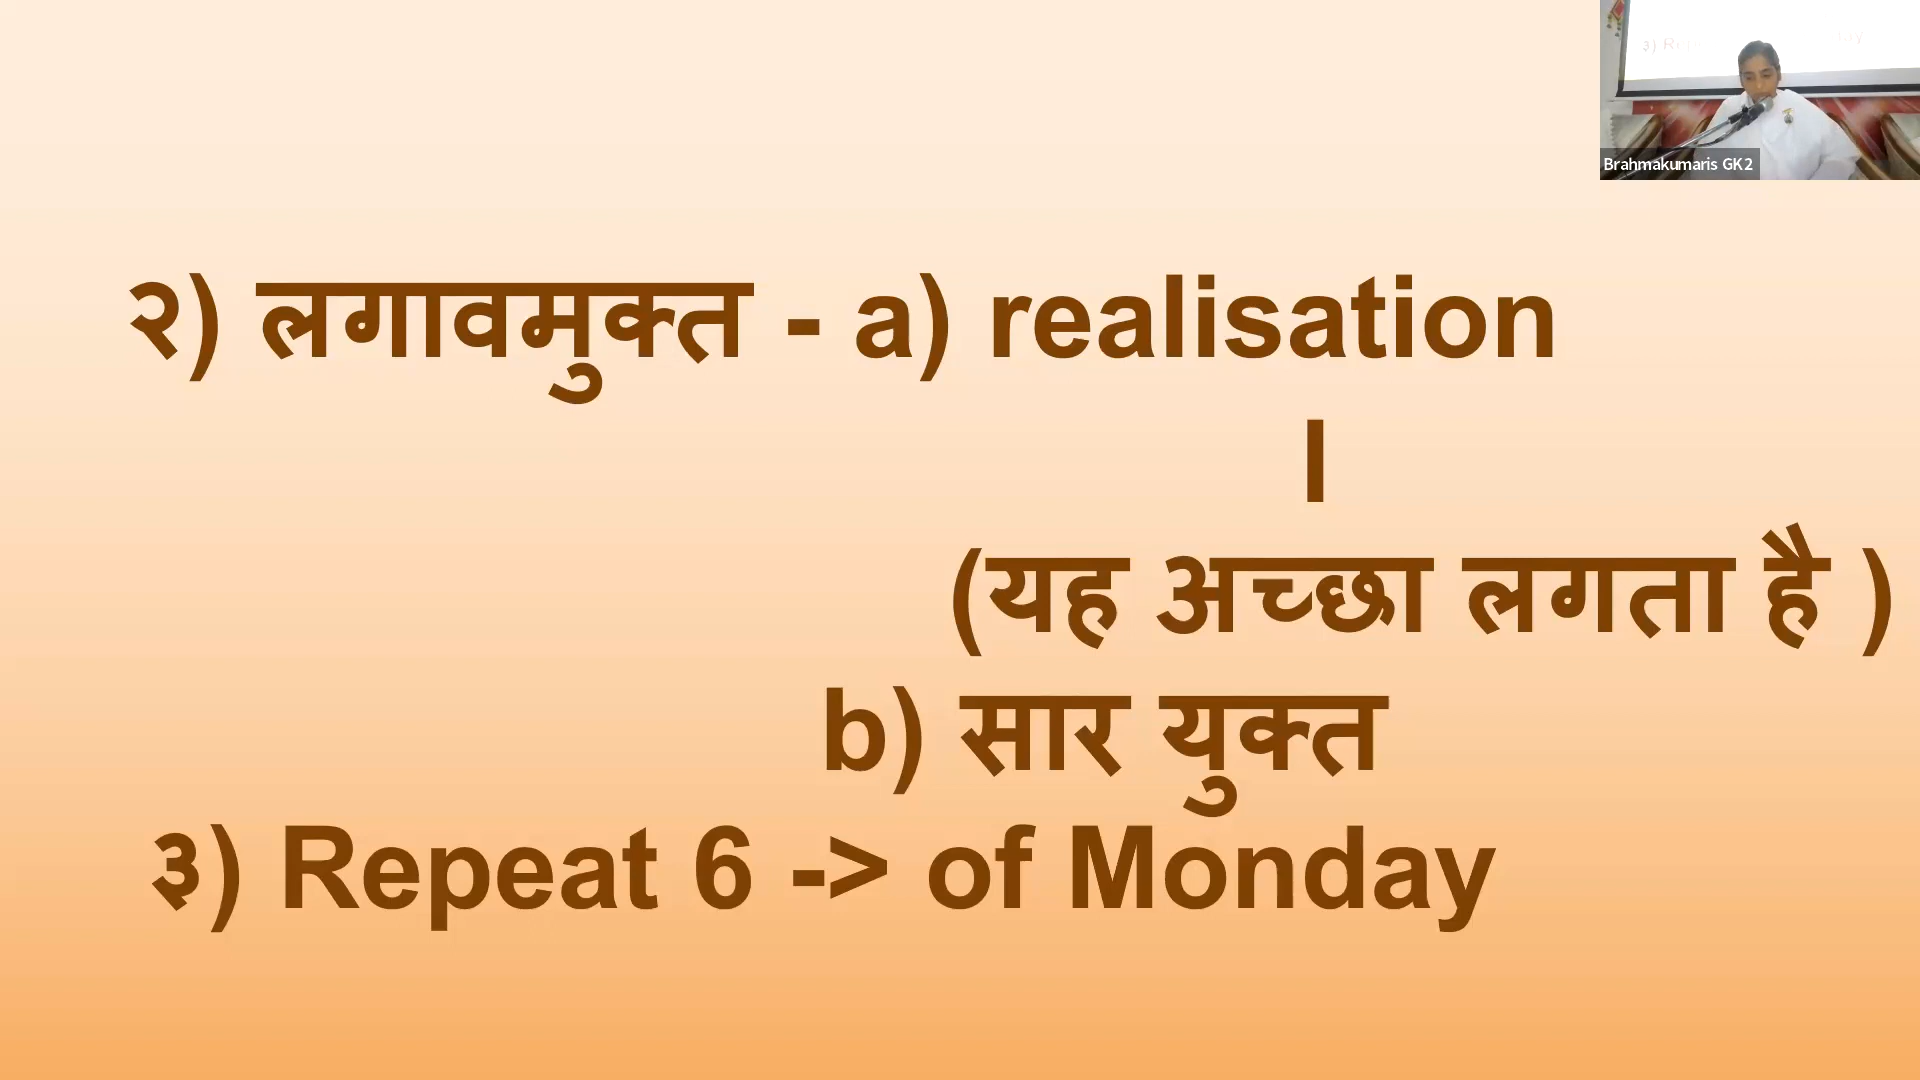 २) लगावमुक्त - a) realisation
l
(यह अच्छा लगता है )
b) सार युक्त
३) Repeat 6 -> of Monday
Brahmakumaris GK2